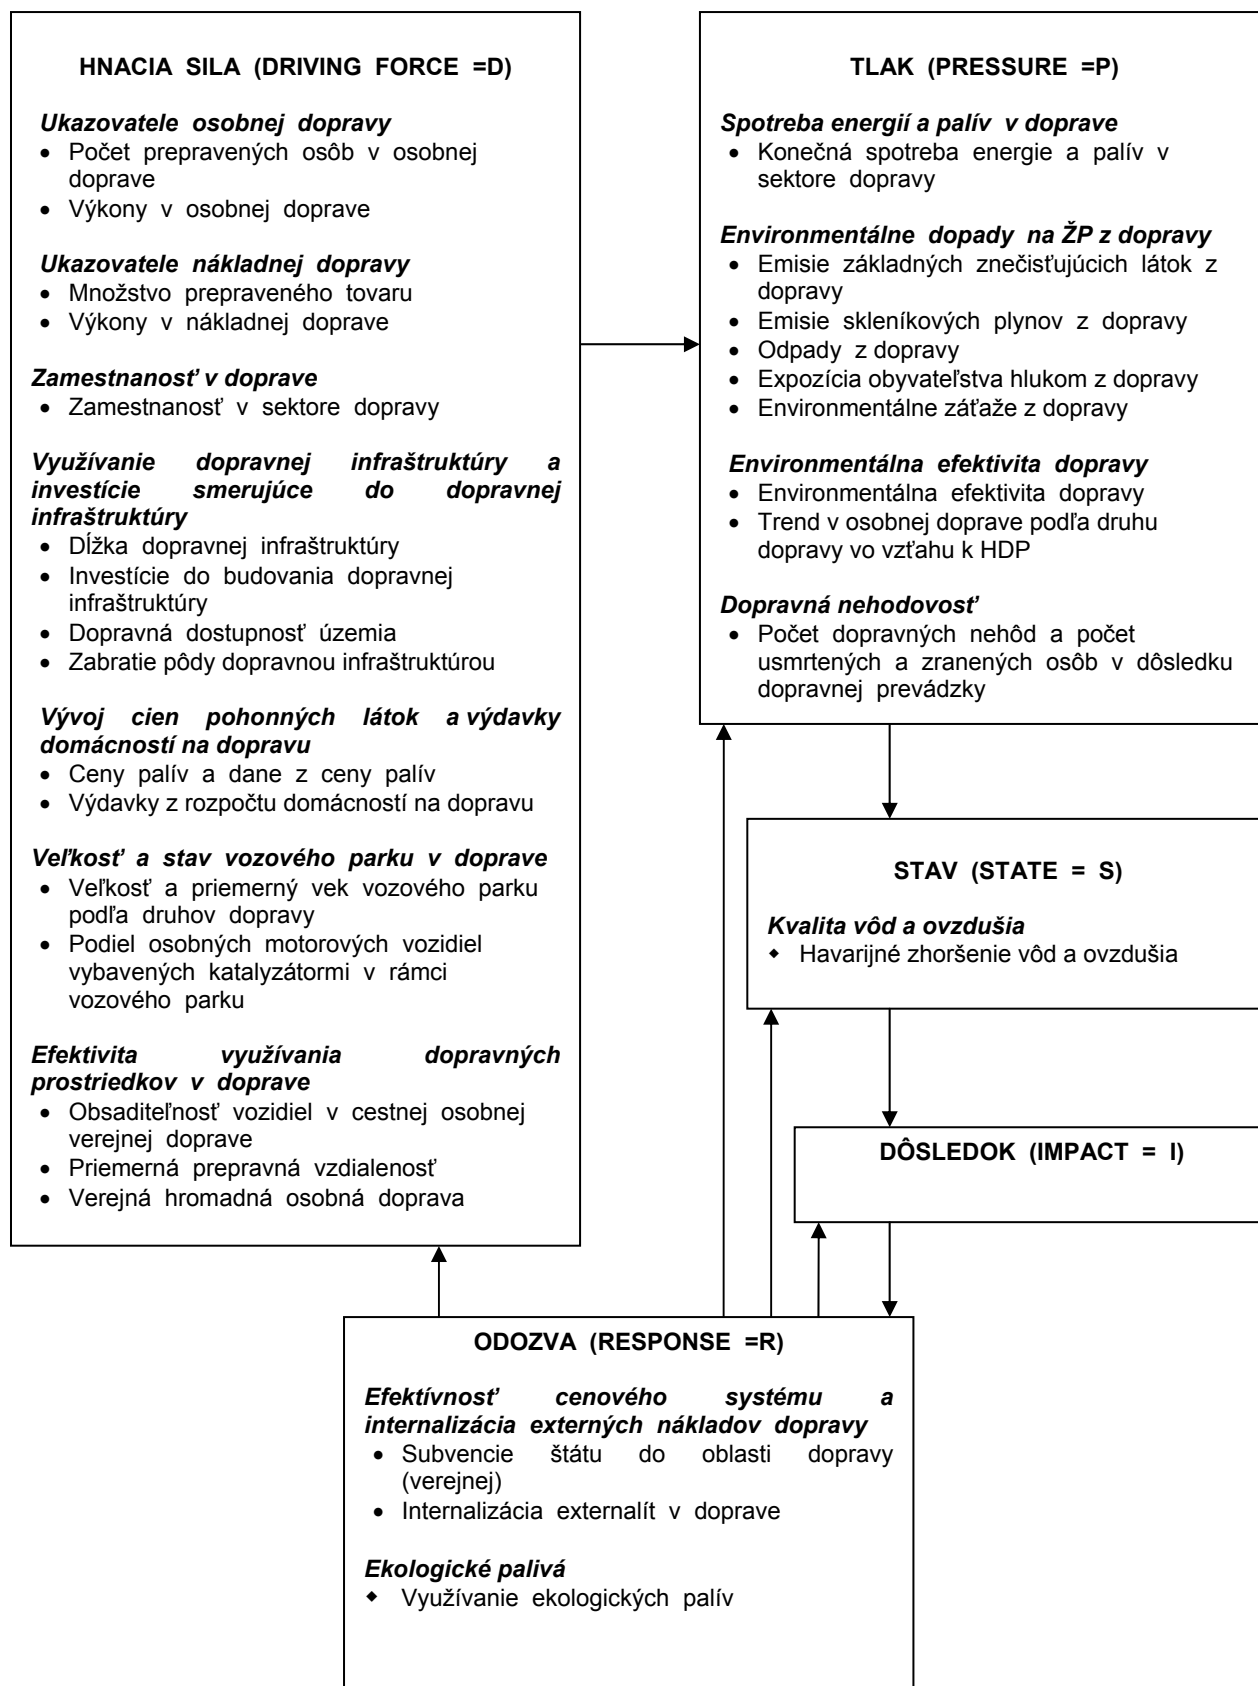 HNACIA SILA (DRIVING FORCE =D)
Ukazovatele osobnej dopravy
• Počet prepravených osôb v osobnej
doprave
• Výkony v osobnej doprave
Ukazovatele nákladnej dopravy
• Množstvo prepraveného tovaru
• Výkony v nákladnej doprave
Zamestnanosť v doprave
• Zamestnanosť v sektore dopravy
Využívanie dopravnej infraštruktúry a
investície smerujúce do dopravnej
infraštruktúry
• Dĺžka dopravnej infraštruktúry
• Investície do budovania dopravnej
infraštruktúry
• Dopravná dostupnosť územia
• Zabratie pôdy dopravnou infraštruktúrou
Vývoj cien pohonných látok a výdavky
domácností na dopravu
• Ceny palív a dane z ceny palív
• Výdavky z rozpočtu domácností na dopravu
Veľkosť a stav vozového parku v doprave
• Veľkosť a priemerný vek vozového parku
podľa druhov dopravy
• Podiel osobných motorových vozidiel
vybavených katalyzátormi v rámci
vozového parku
Efektivita využívania dopravných
prostriedkov v doprave
• Obsaditeľnosť vozidiel v cestnej osobnej
verejnej doprave
• Priemerná prepravná vzdialenosť
• Verejná hromadná osobná doprava
TLAK (PRESSURE =P)
Spotreba energií a palív v doprave
• Konečná spotreba energie a palív v
sektore dopravy
Environmentálne dopady na ŽP z dopravy
• Emisie základných znečisťujúcich látok z
dopravy
• Emisie skleníkových plynov z dopravy
• Odpady z dopravy
• Expozícia obyvateľstva hlukom z dopravy
• Environmentálne záťaže z dopravy
Environmentálna efektivita dopravy
• Environmentálna efektivita dopravy
• Trend v osobnej doprave podľa druhu
dopravy vo vzťahu k HDP
Dopravná nehodovosť
• Počet dopravných nehôd a počet
usmrtených a zranených osôb v dôsledku
dopravnej prevádzky
STAV (STATE = S)
Kvalita vôd a ovzdušia
◆ Havarijné zhoršenie vôd a ovzdušia
DÔSLEDOK (IMPACT = I)
ODOZVA (RESPONSE =R)
Efektívnosť cenového systému a
internalizácia externých nákladov dopravy
• Subvencie štátu do oblasti dopravy
(verejnej)
• Internalizácia externalít v doprave
Ekologické palivá
◆ Využívanie ekologických palív